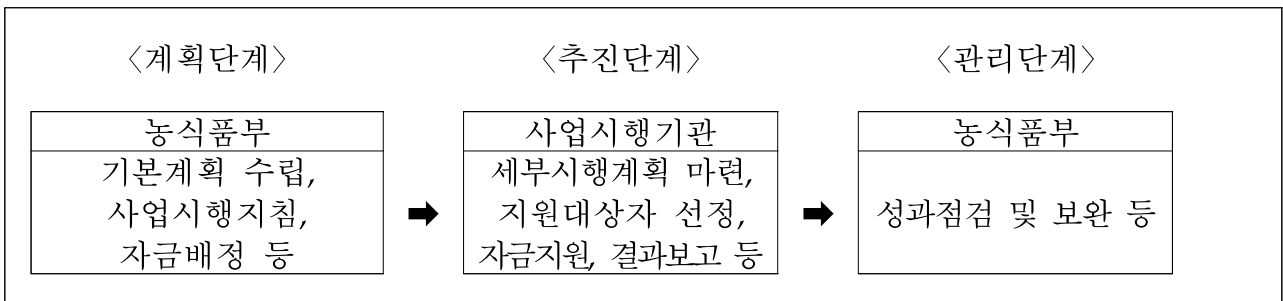 〈계획단계〉
농식품부
기본계획 수립,
사업시행지침,
자금배정 등
➡
〈추진단계〉
사업시행기관
세부시행계획 마련,
지원대상자 선정,
자금지원, 결과보고 등
➡
〈관리단계〉
농식품부
성과점검 및 보완 등